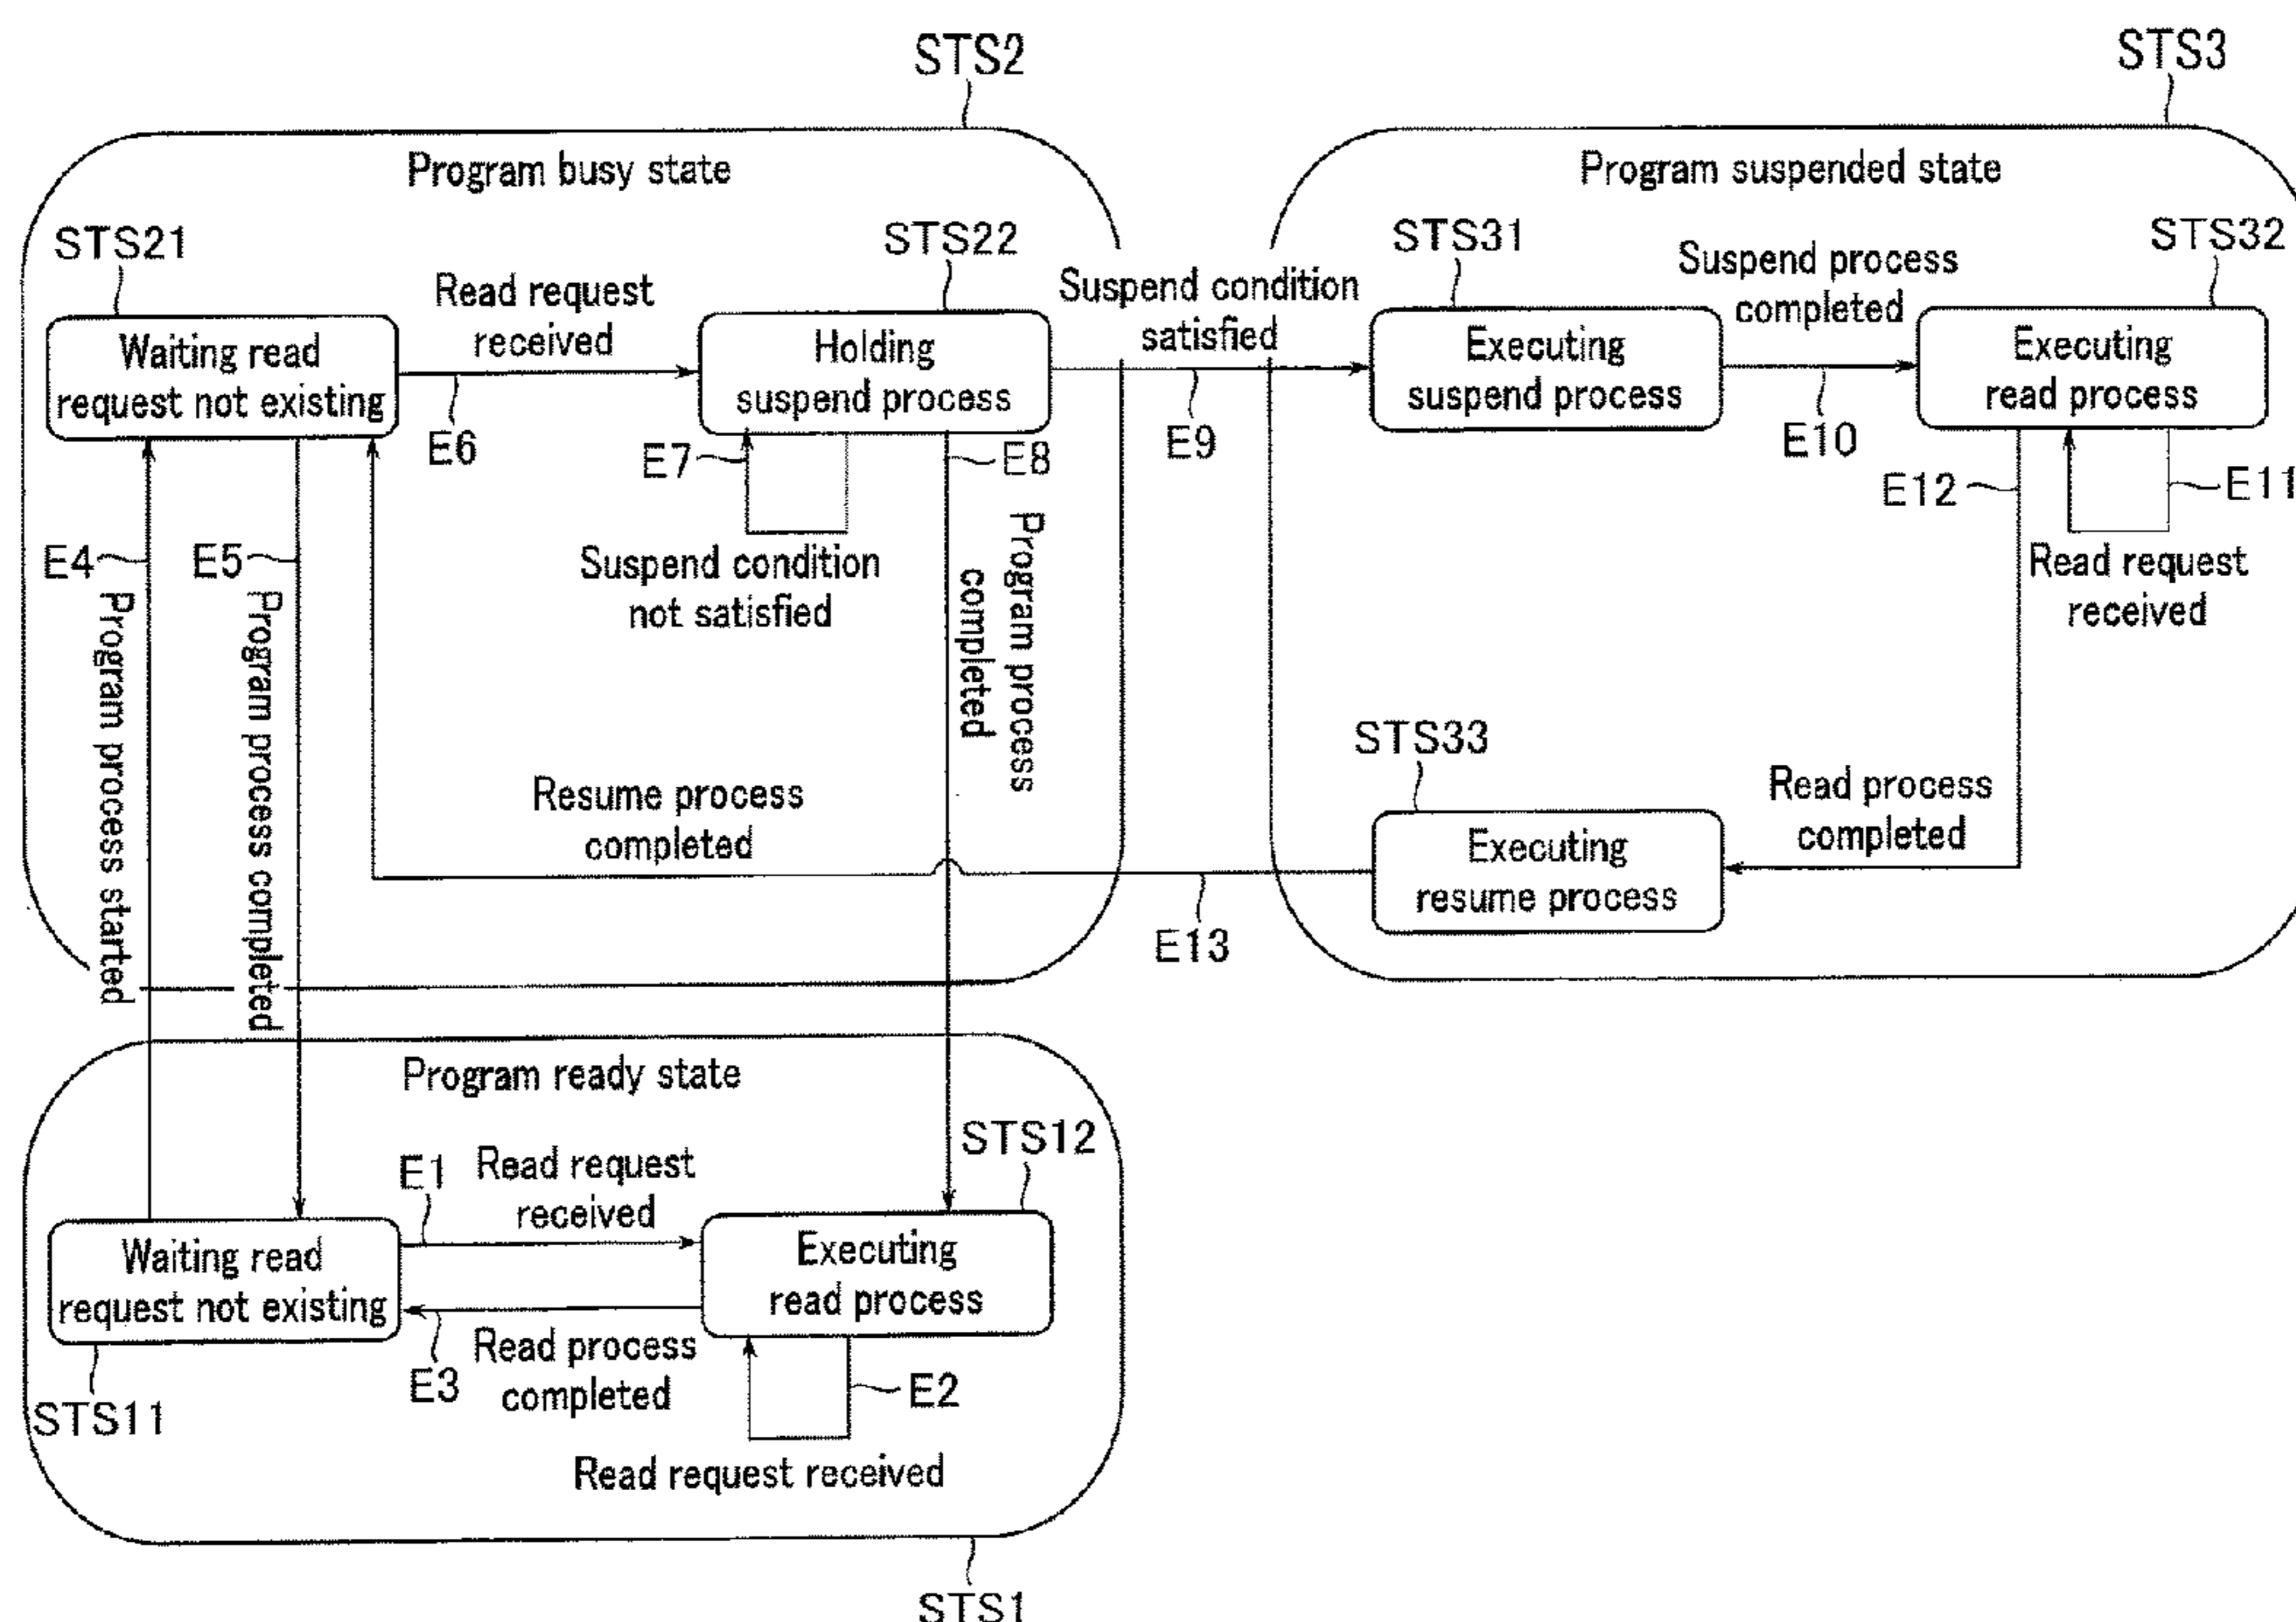 STS2
STS3
Program busy state
Program suspended state
STS21
STS22
STS31
STS32
Read request
received
Suspend condition
satisfied
Suspend process
completed
Waiting read
request not existing
Holding
suspend process
Executing
suspend process
Executing
read process
E6
E7
E8
E9
E10
E12
E11
Suspend condition
not satisfied
Read request
received
E4
E5
Program process started
Program process completed
Program process
completed
STS33
Resume process
completed
Read process
completed
Executing
resume process
E13
Program ready state
STS12
E1
Read request
received
Waiting read
request not existing
Executing
read process
E3
Read process
completed
E2
STS11
Read request received
STS1